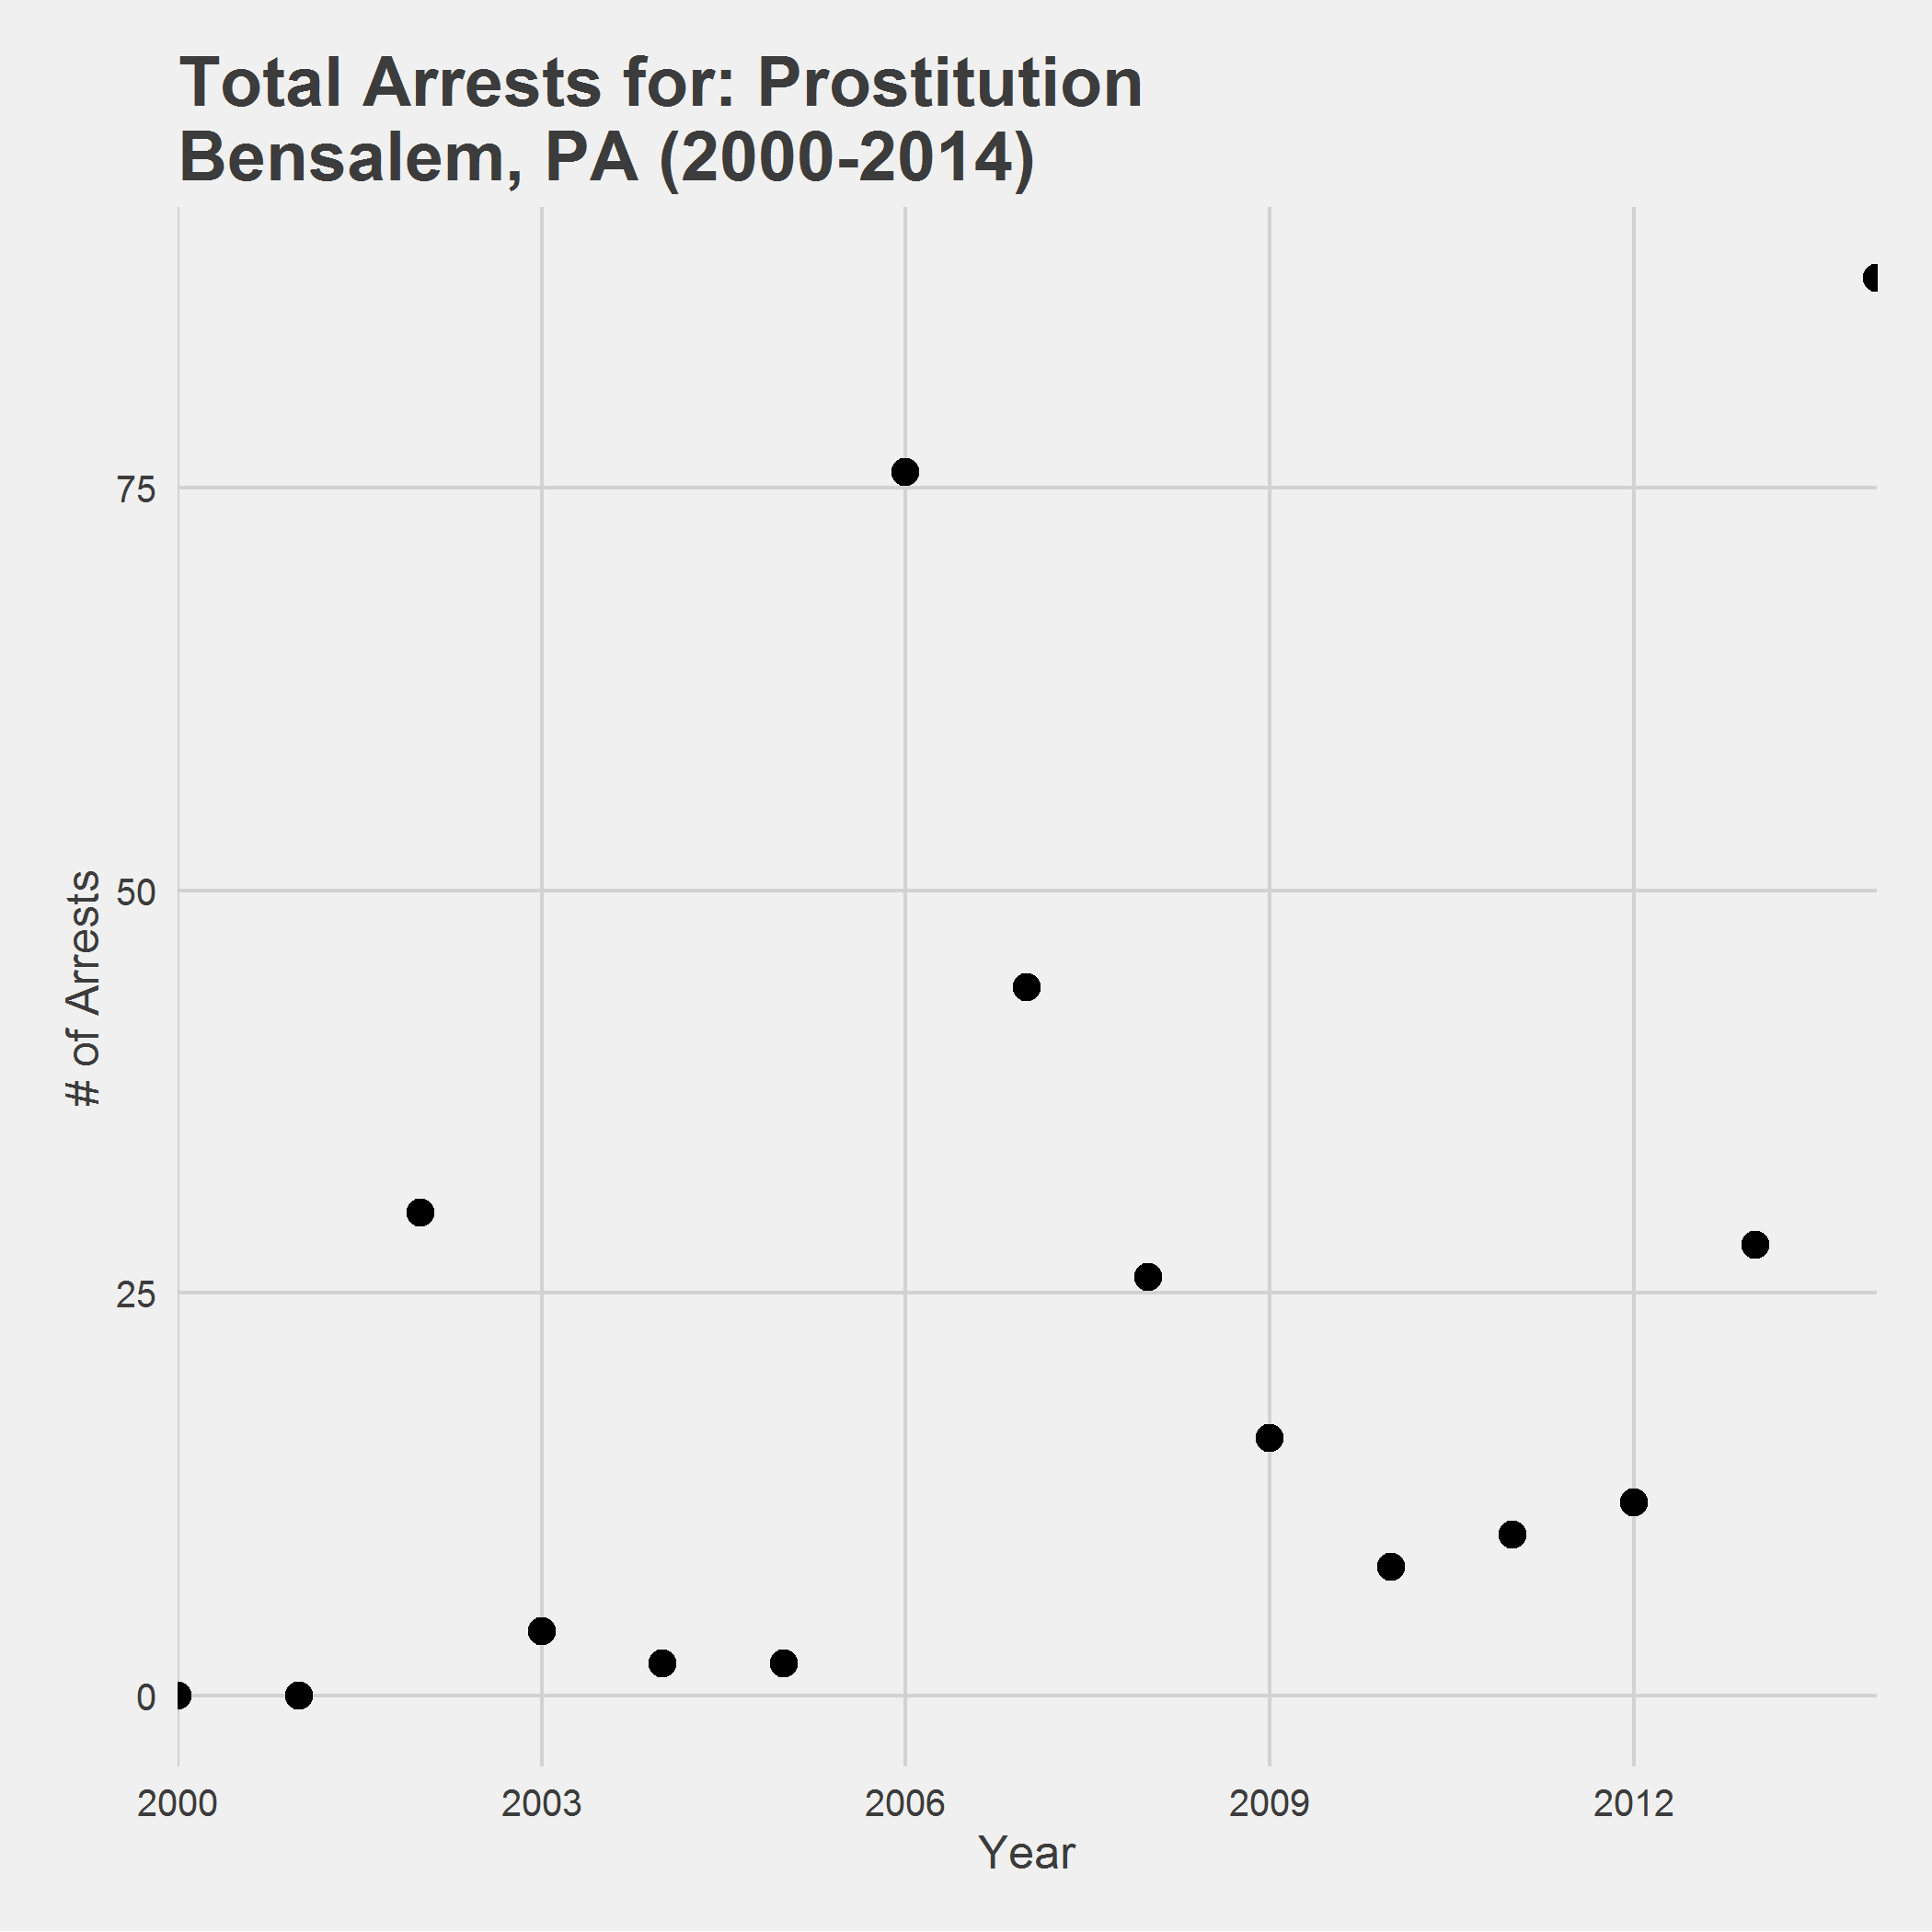 Total Arrests for: Prostitution
Bensalem, PA (2000-2014)
# of Arrests
75
50
25
0
2000 2003 2006 2009 2012
Year